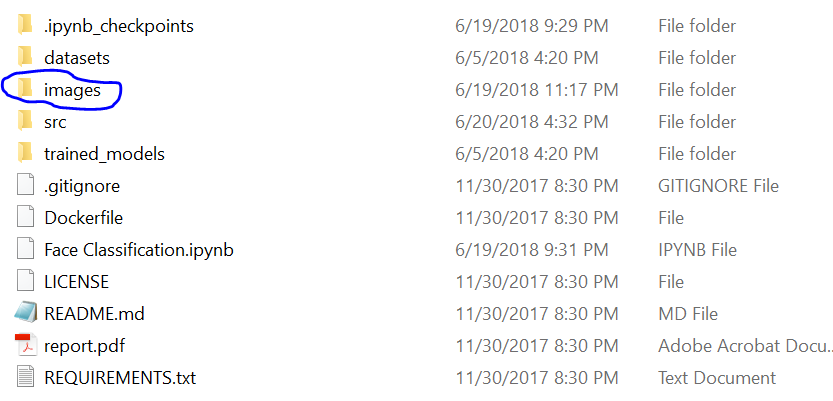 .ipynb_checkpoints 6/19/2018 9:29 PM File folder
datasets 6/5/2018 4:20 PM File folder
images 6/19/2018 11:17 PM File folder
src 6/20/2018 4:32 PM File folder
trained_models 6/5/2018 4:20 PM File folder
.gitignore 11/30/2017 8:30 PM GITIGNORE File
Dockerfile 11/30/2017 8:30 PM File
Face Classification.ipynb 6/19/2018 9:31 PM IPYNB File
LICENSE 11/30/2017 8:30 PM File
README.md 11/30/2017 8:30 PM MD File
report.pdf 11/30/2017 8:30 PM Adobe Acrobat Docu...
REQUIREMENTS.txt 11/30/2017 8:30 PM Text Document